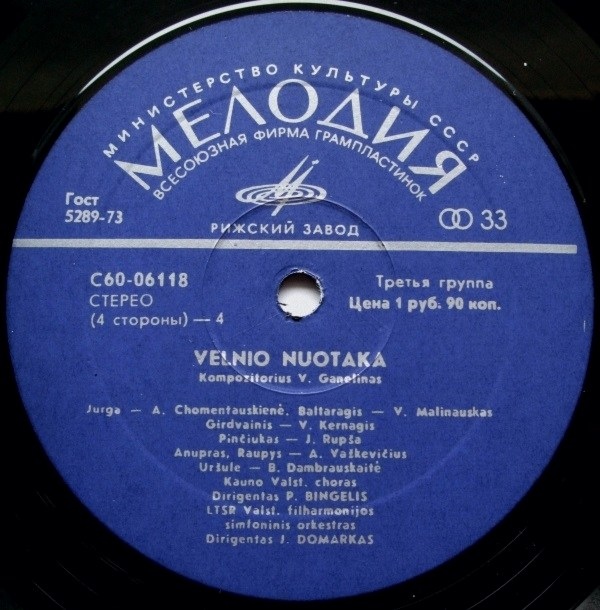 МИНИСТЕРСТВО КУЛЬТУРЫ СССР
МЕЛОДИЯ
ВСЕСОЮЗНАЯ ФИРМА ГРАМПЛАСТИНОК
Гост
5289-73
33
РИЖСКИЙ ЗАВОД
С60-06118
СТЕРЕО
(4 стороны) — 4
Третья группа
Цена 1 руб. 90 коп.
VELNIO NUOTAKA
Kompozitorius V. Ganelinas
Jurga — A. Chomentauskienė, Baltaragis — V. Malinauskas
Girdvainis — V. Kernagis
Pinčiukas — J. Rupša
Anupras, Raupys — A. Vaškevičius
Uršulė — B. Dambrauskaitė
Kauno Valst. choras
Dirigentas P. BINGELIS
LTSR Valst. filharmonijos
simfoninis orkestras
Dirigentas J. DOMARKAS